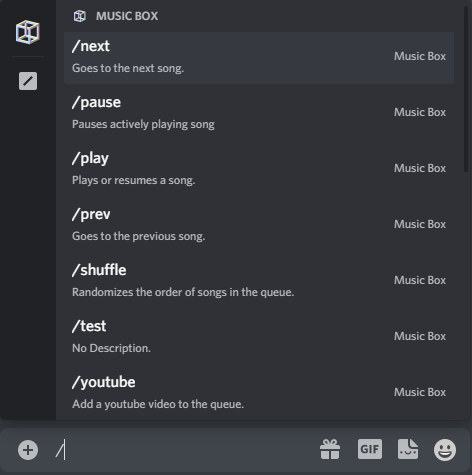 MUSIC BOX
/next
Goes to the next song.
Music Box
/pause
Pauses actively playing song
Music Box
/play
Plays or resumes a song.
Music Box
/prev
Goes to the previous song.
Music Box
/shuffle
Randomizes the order of songs in the queue.
Music Box
/test
No Description.
Music Box
/youtube
Add a youtube video to the queue.
Music Box
/
GIF